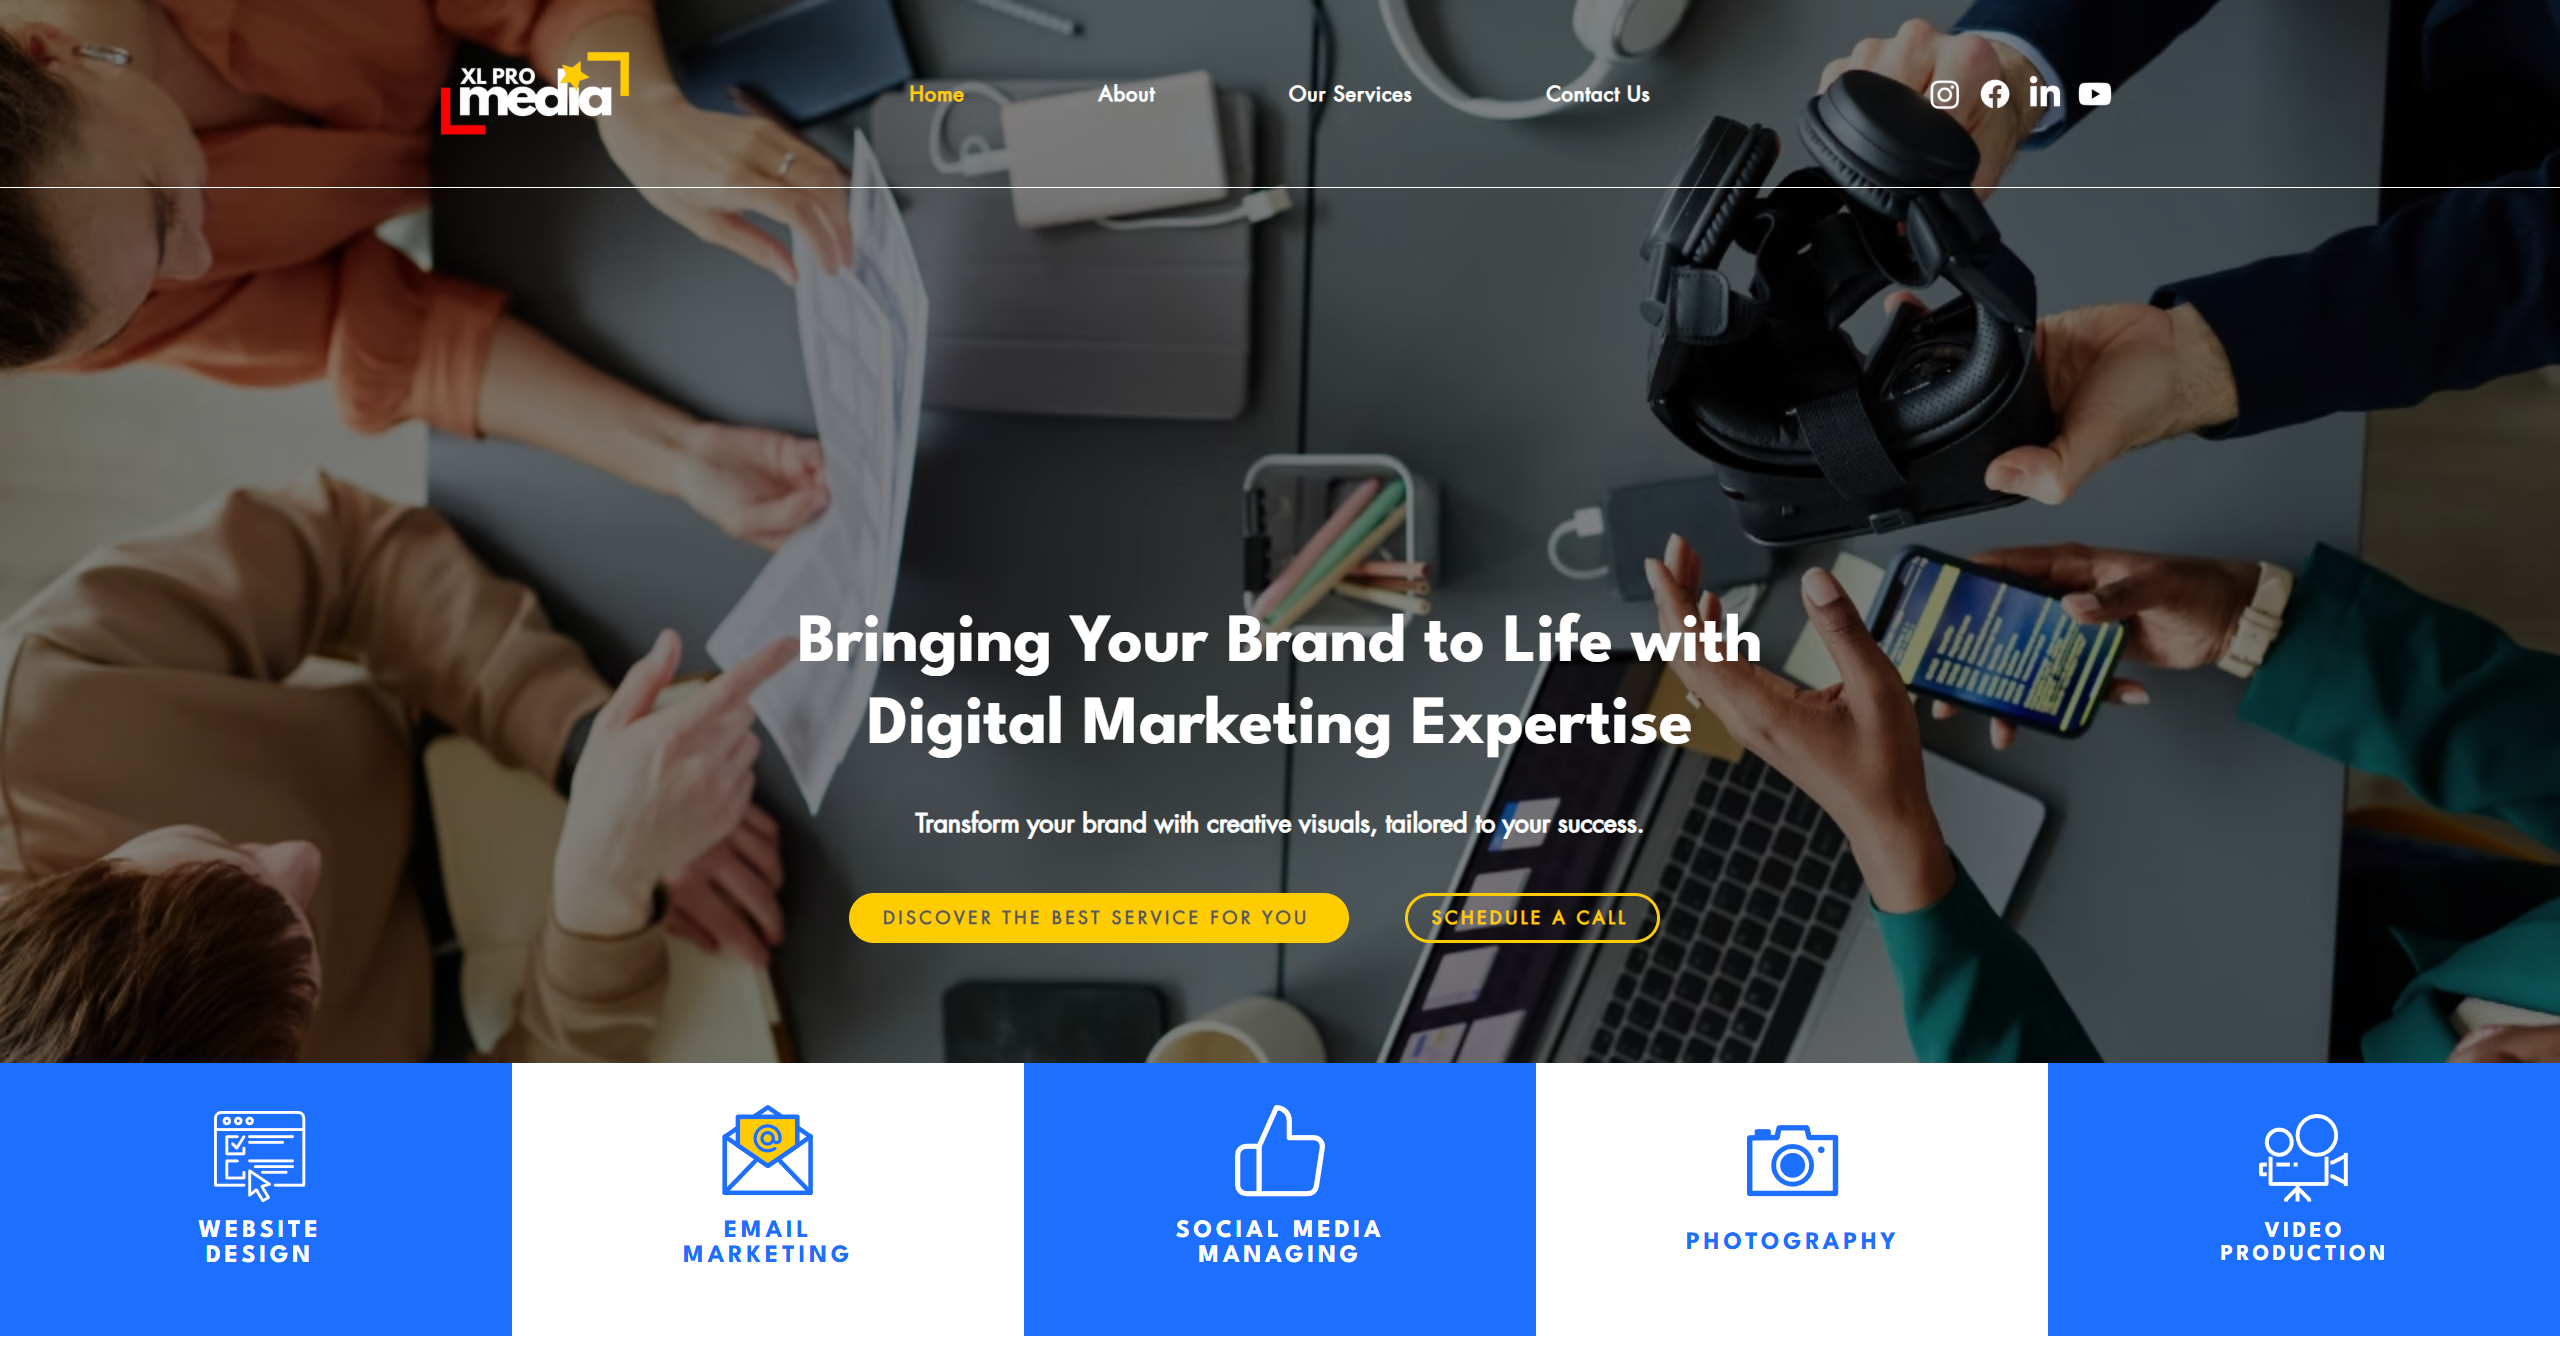 XL PRO
media
Home
About
Our Services
Contact Us
Bringing Your Brand to Life with
Digital Marketing Expertise
Transform your brand with creative visuals, tailored to your success.
DISCOVER THE BEST SERVICE FOR YOU
SCHEDULE A CALL
WEBSITE
DESIGN
EMAIL
MARKETING
SOCIAL MEDIA
MANAGING
PHOTOGRAPHY
VIDEO
PRODUCTION